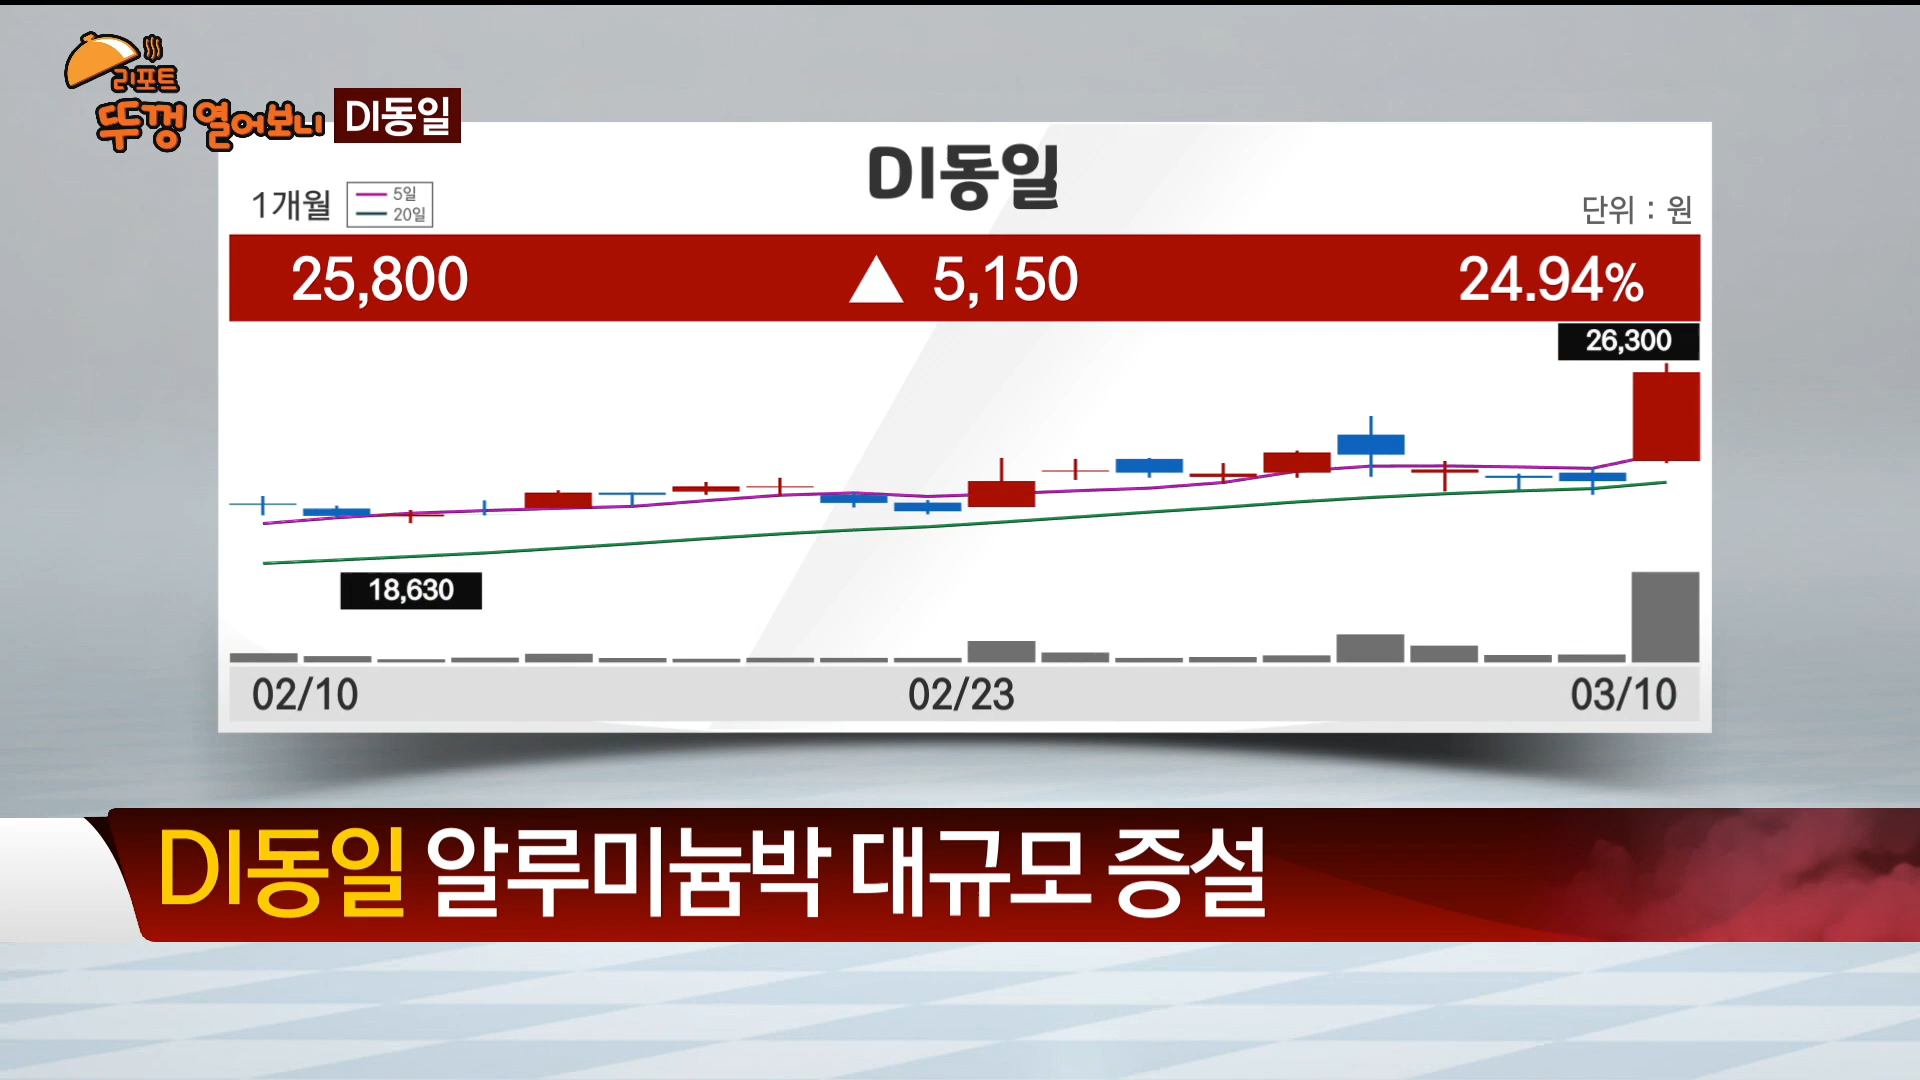 리포트
뚜껑 열어보니
DI동일
DI동일
1개월
5일
20일
단위 : 원
25,800 ▲ 5,150 24.94%
26,300
18,630
02/10 02/23 03/10
DI동일 알루미늄박 대규모 증설